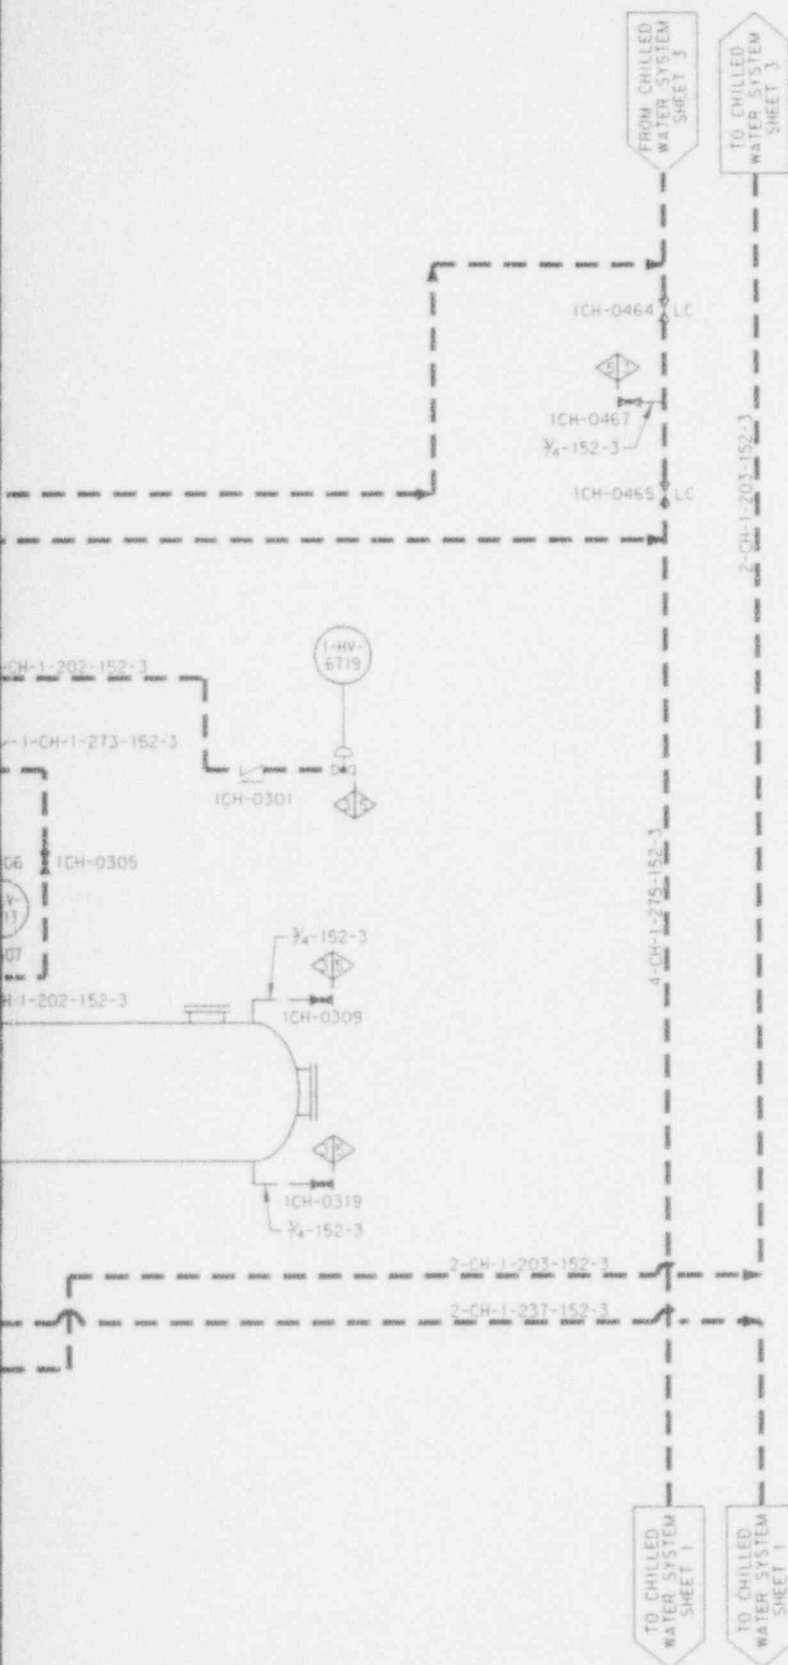 FROM CHILLED
WATER SYSTEM
SHEET 3
TO CHILLED
WATER SYSTEM
SHEET 3
1CH-0464
LC
1CH-0467
¾-152-3
1CH-0465
LC
2-CH-1-203-152-3
-CH-1-202-152-3
1-HV-
6719
1-CH-1-273-152-3
1CH-0301
06
1CH-0305
V-
07
4-CH-1-275-152-3
¾-152-3
H-1-202-152-3
1CH-0309
1CH-0319
¾-152-3
2-CH-1-203-152-3
2-CH-1-237-152-3
TO CHILLED
WATER SYSTEM
SHEET 1
TO CHILLED
WATER SYSTEM
SHEET 1